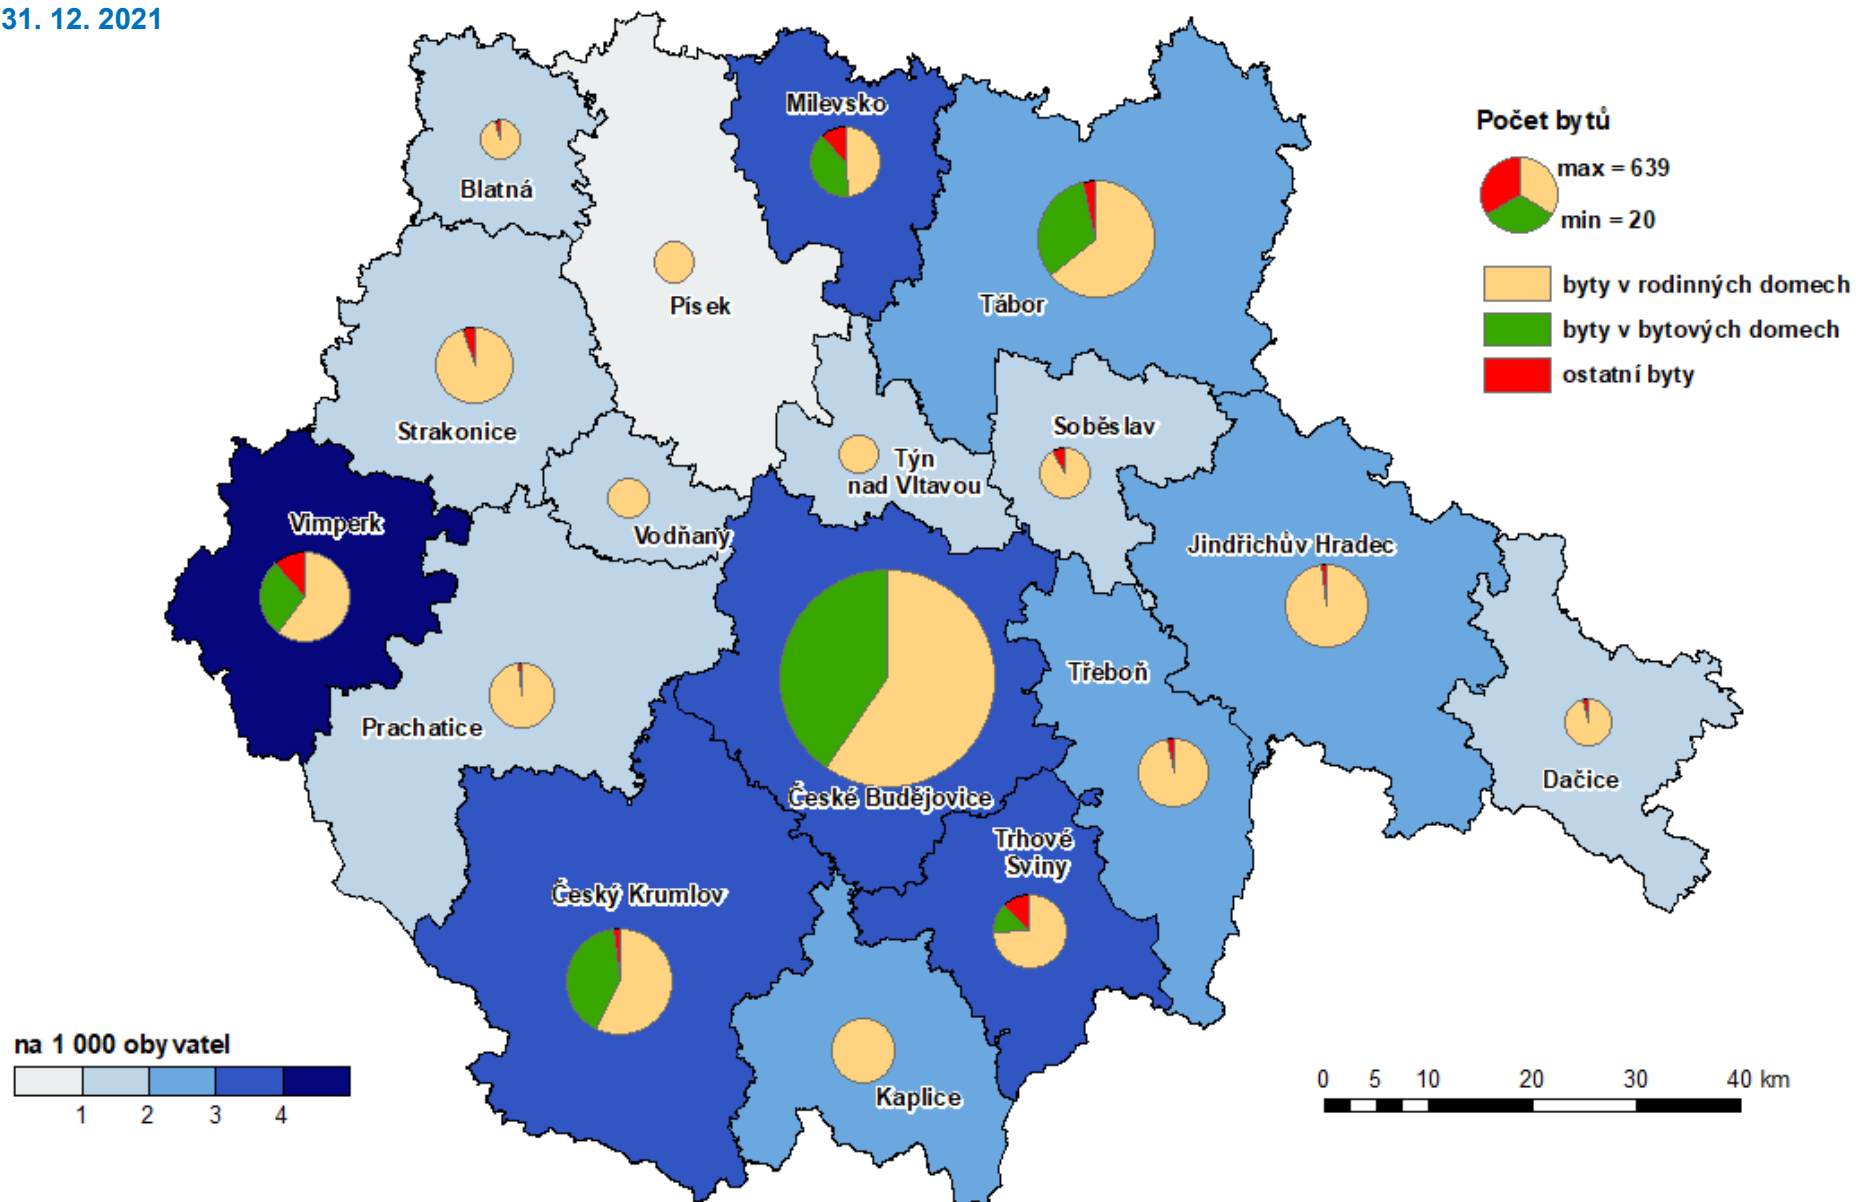 31. 12. 2021
Milevsko
Blatná
Písek
Tábor
Strakonice
Soběslav
Týn
nad Vltavou
Vimperk
Vodňaný
Jindřichův Hradec
Třeboň
Prachatice
Dačice
České Budějovice
Trhové
Sviny
Český Krumlov
Kaplice
Počet bytů
max = 639
min = 20
byty v rodinných domech
byty v bytových domech
ostatní byty
na 1 000 obyvatel
1 2 3 4
0 5 10 20 30 40 km